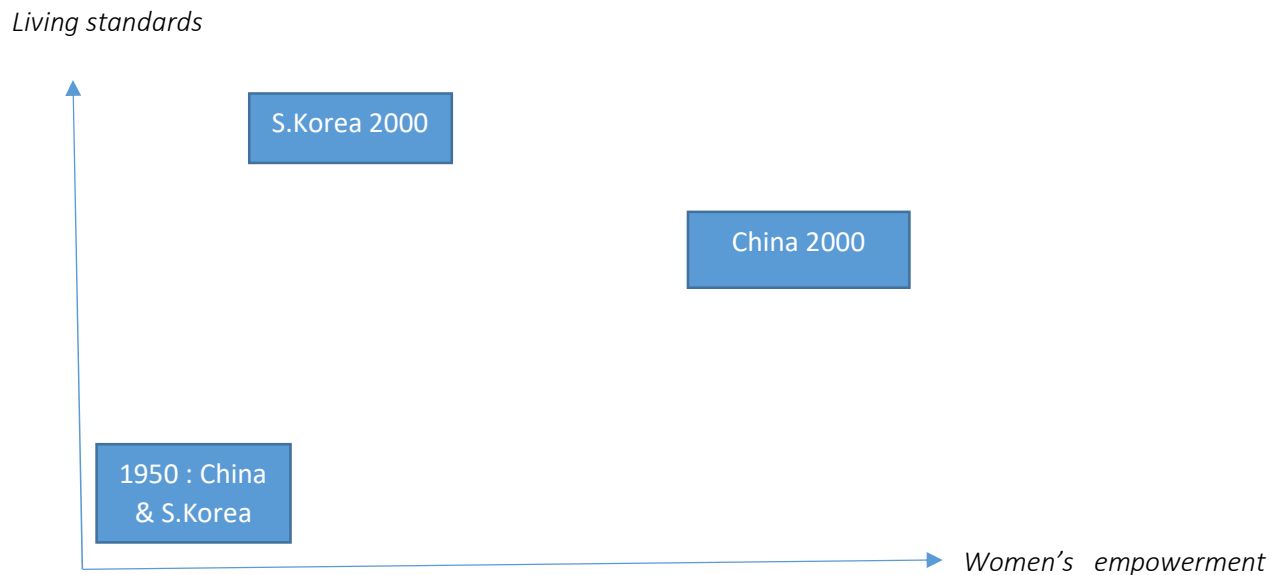 Living standards
S.Korea 2000
China 2000
1950 : China
& S.Korea
Women's empowerment